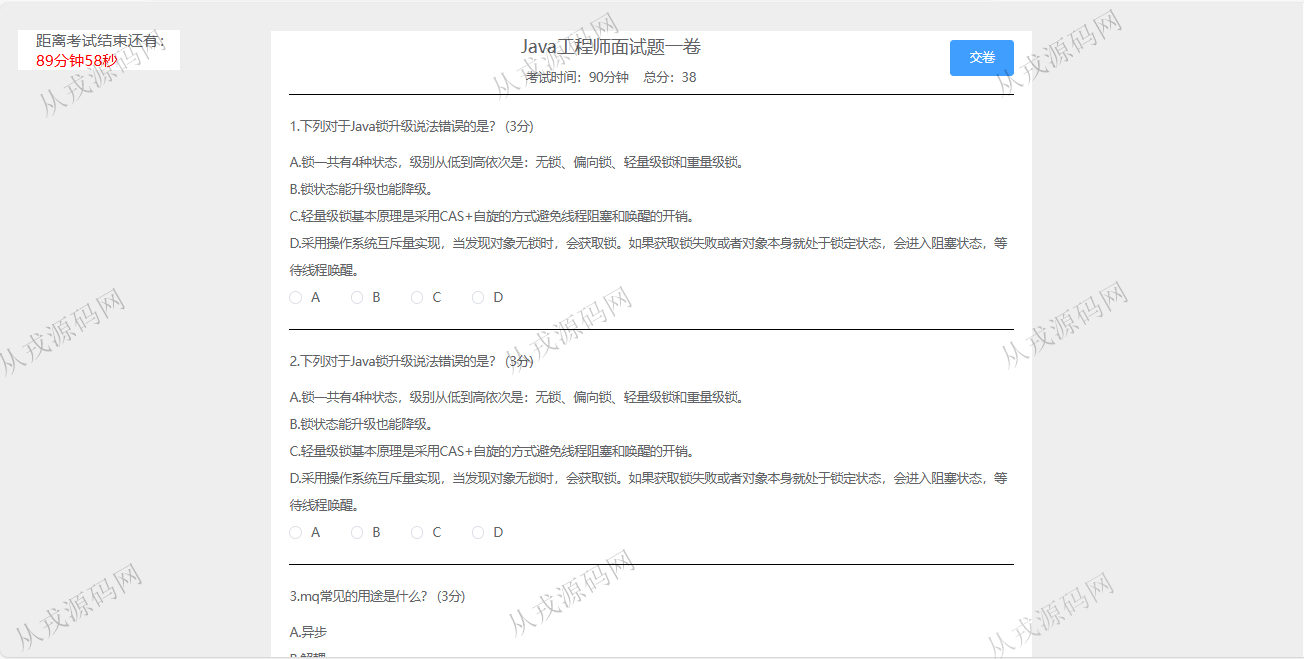 距离考试结束还有：
89分钟58秒
Java工程师面试题一卷
交卷
考试时间：90分钟 总分：38
1.下列对于Java锁升级说法错误的是？ (3分)
A.锁一共有4种状态，级别从低到高依次是：无锁、偏向锁、轻量级锁和重量级锁。
B.锁状态能升级也能降级。
C.轻量级锁基本原理是采用CAS+自旋的方式避免线程阻塞和唤醒的开销。
D.采用操作系统互斥量实现，当发现对象无锁时，会获取锁。如果获取锁失败或者对象本身就处于锁定状态，会进入阻塞状态，等
待线程唤醒。
A B C D
2.下列对于Java锁升级说法错误的是？ (3分)
A.锁一共有4种状态，级别从低到高依次是：无锁、偏向锁、轻量级锁和重量级锁。
B.锁状态能升级也能降级。
C.轻量级锁基本原理是采用CAS+自旋的方式避免线程阻塞和唤醒的开销。
D.采用操作系统互斥量实现，当发现对象无锁时，会获取锁。如果获取锁失败或者对象本身就处于锁定状态，会进入阻塞状态，等
待线程唤醒。
A B C D
3.mq常见的用途是什么？ (3分)
A.异步
从戎源码网
从戎源码网
从戎源码网
从戎源码网
从戎源码网
从戎源码网
从戎源码网
从戎源码网
从戎源码网